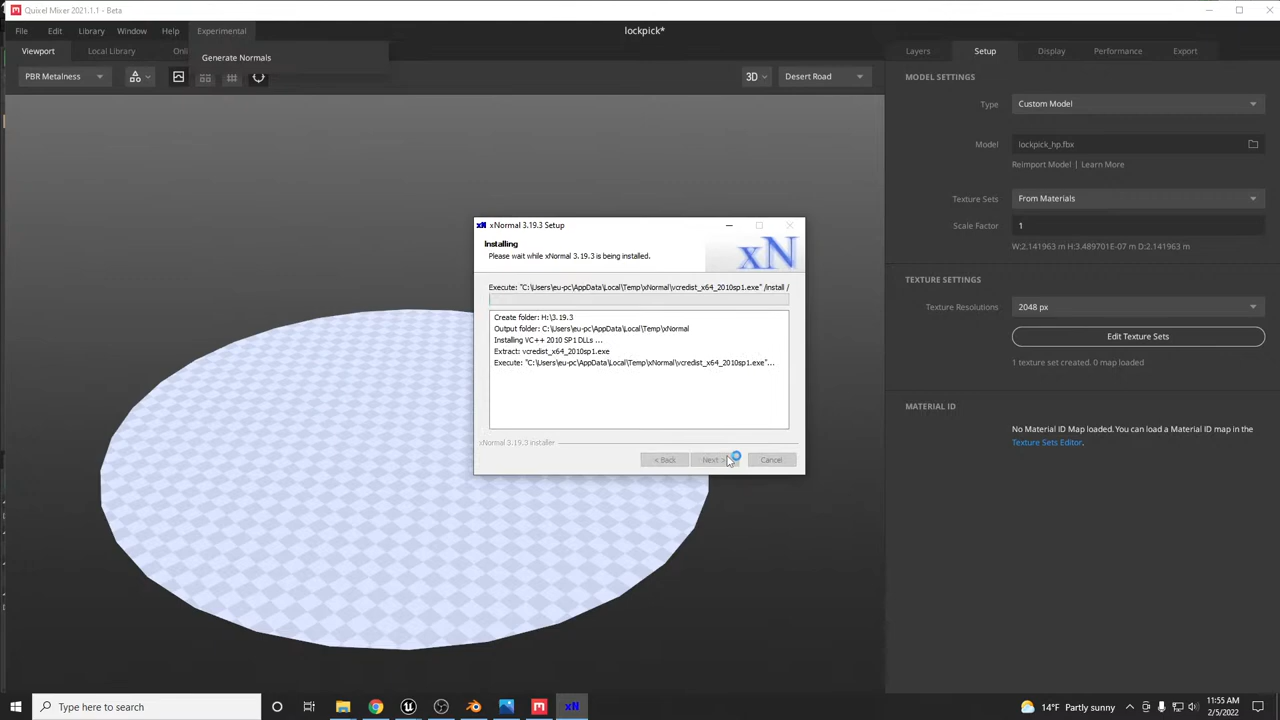 Quixel Mixer 2021.1.1 - Beta
File Edit Library Window Help Experimental
lockpick*
Viewport Local Library Onli
Generate Normals
Layers Setup Display Performance Export
PBR Metalness
3D
Desert Road
MODEL SETTINGS
Type Custom Model
Model lockpick_hp.fbx
Reimport Model | Learn More
Texture Sets From Materials
Scale Factor 1
W:2.141963 m H:3.489701E-07 m D:2.141963 m
TEXTURE SETTINGS
Texture Resolutions 2048 px
Edit Texture Sets
1 texture set created. 0 map loaded
MATERIAL ID
No Material ID Map loaded. You can load a Material ID map in the
Texture Sets Editor.
xN xNormal 3.19.3 Setup
Installing
Please wait while xNormal 3.19.3 is being installed.
xN
Execute: "C:\Users\eu-pc\AppData\Local\Temp\xNormal\vcredist_x64_2010sp1.exe" /install /
Create folder: H:\3.19.3
Output folder: C:\Users\eu-pc\AppData\Local\Temp\xNormal
Installing VC++ 2010 SP1 DLLs ...
Extract: vcredist_x64_2010sp1.exe
Execute: "C:\Users\eu-pc\AppData\Local\Temp\xNormal\vcredist_x64_2010sp1.exe"...
xNormal 3.19.3 installer
< Back Next > Cancel
Type here to search
xN
14°F Partly sunny
11:55 AM
2/5/2022